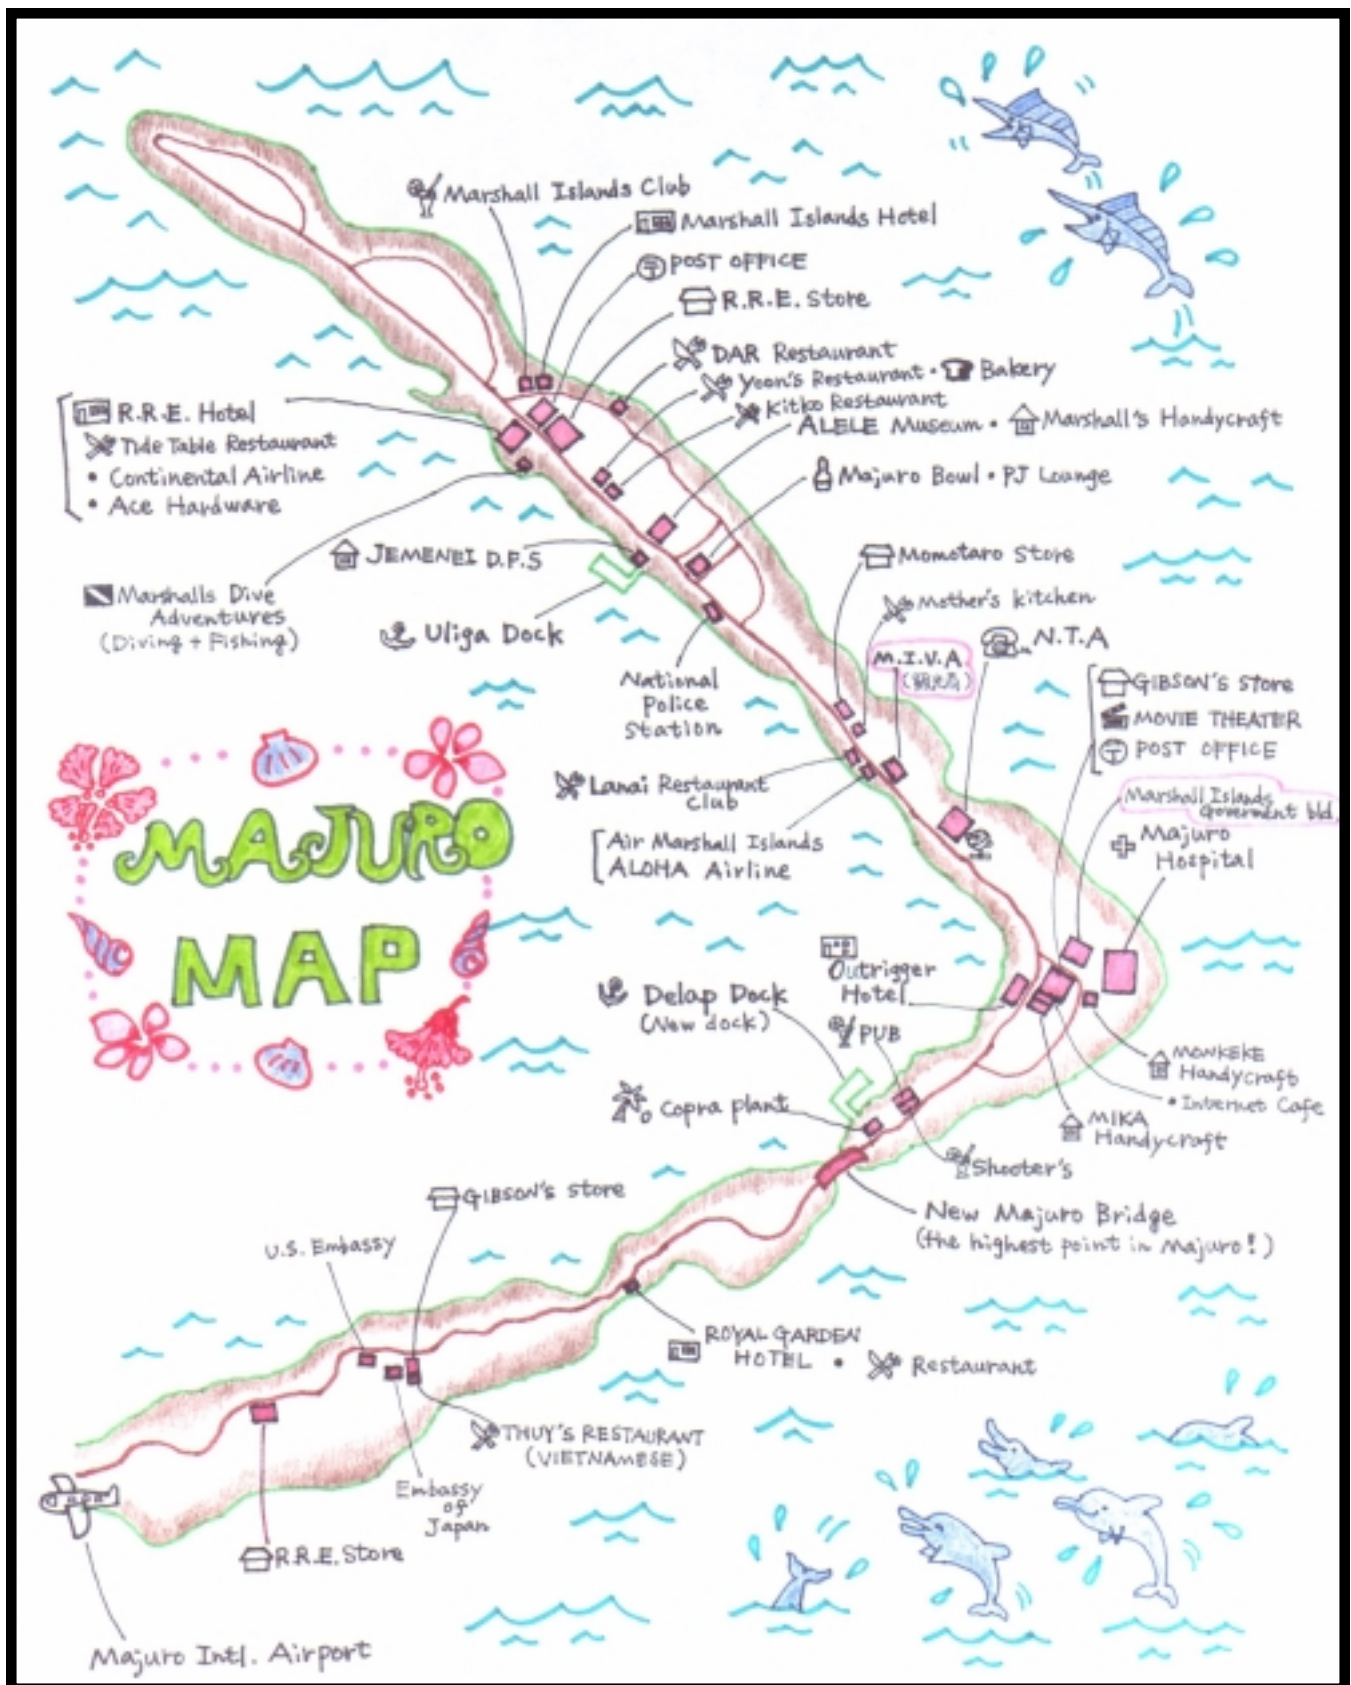 Marshall Islands Club
Marshall Islands Hotel
POST OFFICE
R.R.E. Store
DAR Restaurant
Yoon's Restaurant • Bakery
Kitko Restaurant
ALELE Museum • Marshall's Handycraft
Majuro Bowl • PJ Lounge
R.R.E. Hotel
Tide Table Restaurant
• Continental Airline
• Ace Hardware
JEMENEI D.P.S
Marshalls Dive
Adventures
(Diving + Fishing)
Uliga Dock
National
Police
Station
Momotaro Store
Mother's kitchen
M.I.V.A
(観光局)
N.T.A
GIBSON'S store
MOVIE THEATER
POST OFFICE
Marshall Islands
Goverment bld.
Majuro
Hospital
Lanai Restaurant
Club
Air Marshall Islands
ALOHA Airline
MAJURO
MAP
Outrigger
Hotel
Delap Dock
(New dock)
PUB
Copra plant
MONKEKE
Handycraft
• Internet Cafe
MIKA
Handycraft
Shooter's
New Majuro Bridge
(the highest point in Majuro!)
GIBSON'S store
U.S. Embassy
ROYAL GARDEN
HOTEL • Restaurant
THUY'S RESTAURANT
(VIETNAMESE)
Embassy
of
Japan
R.R.E. Store
Majuro Intl. Airport